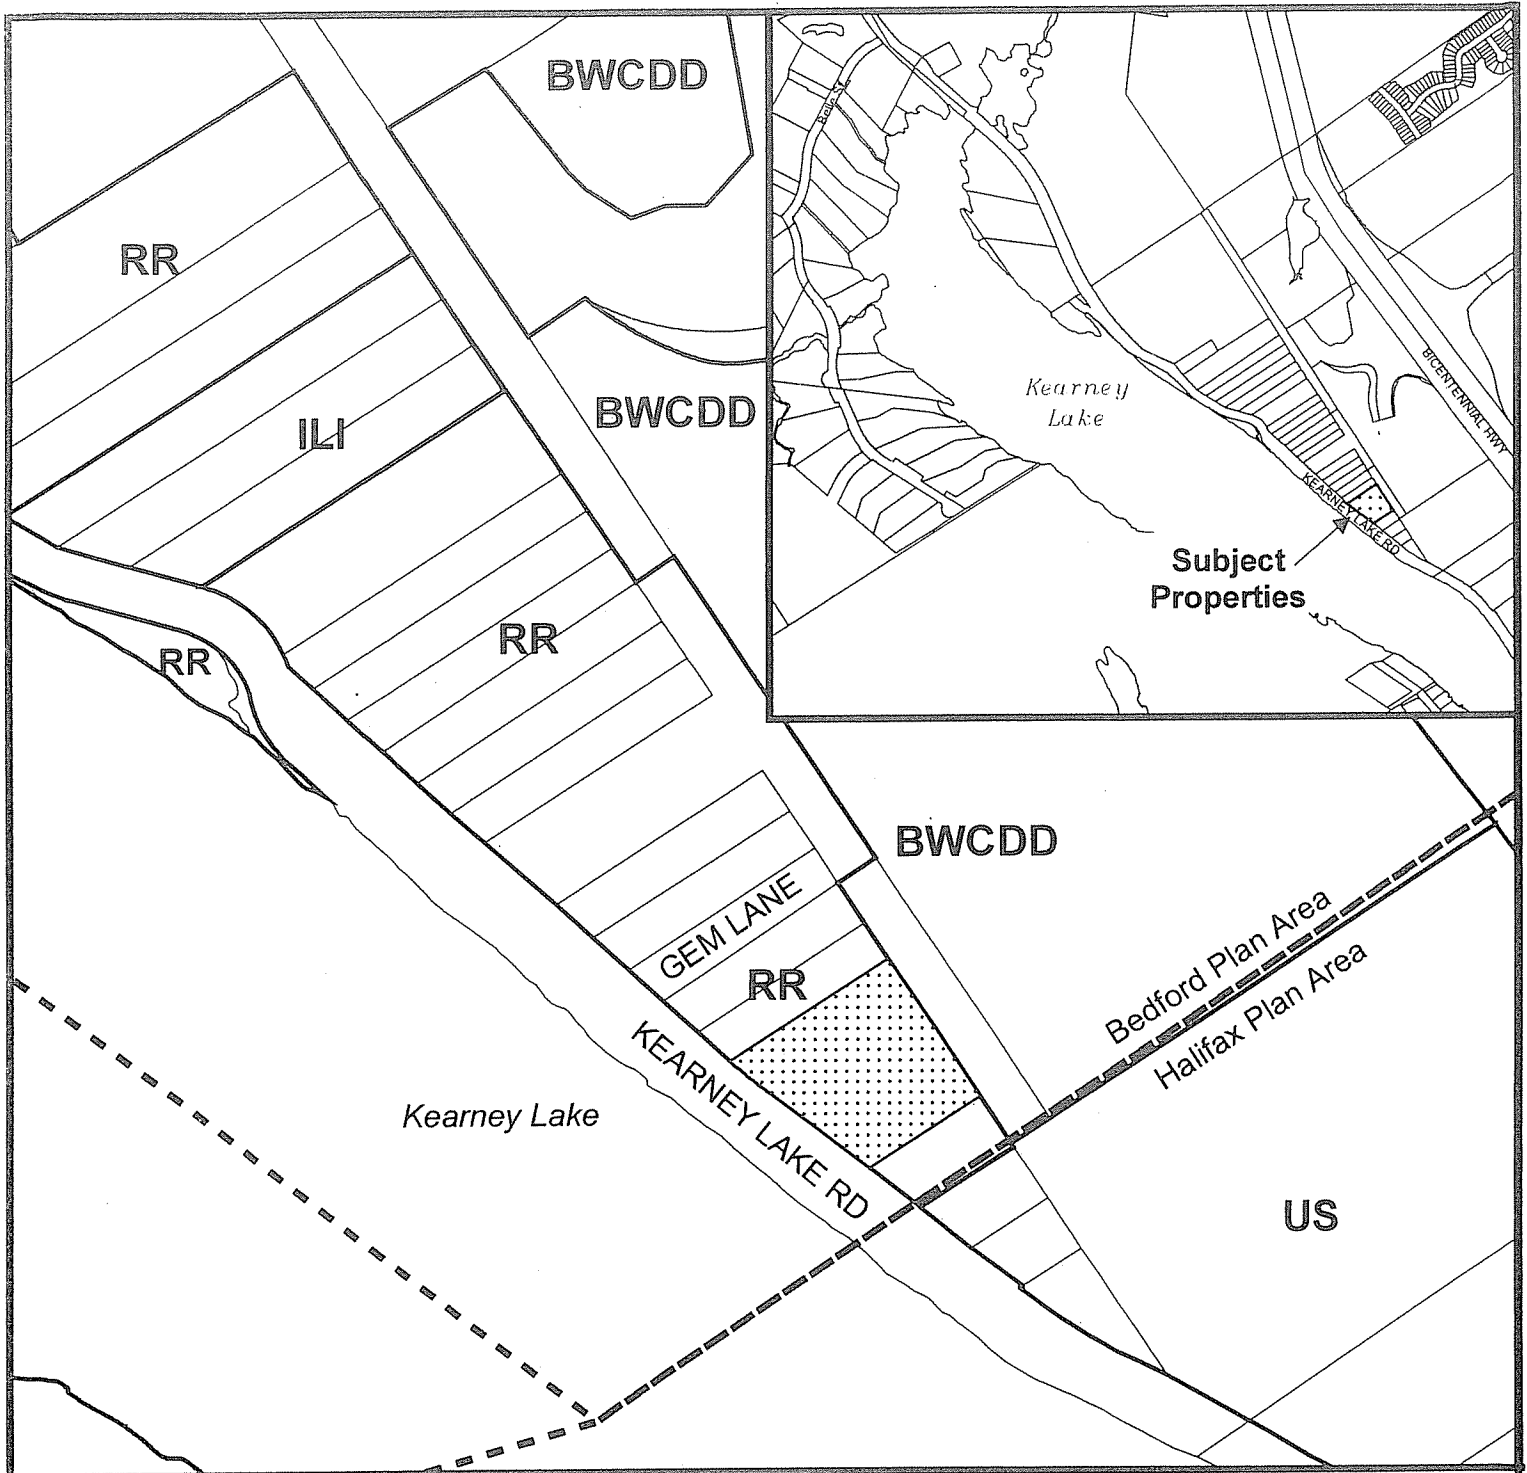 BWCDD
RR
ILI
BWCDD
RR
RR
BWCDD
GEM LANE
RR
KEARNEY LAKE RD
Kearney Lake
Bedford Plan Area
Halifax Plan Area
US
Kearney
Lake
BICENTENNIAL HWY
KEARNEY LAKE RD
Subject
Properties